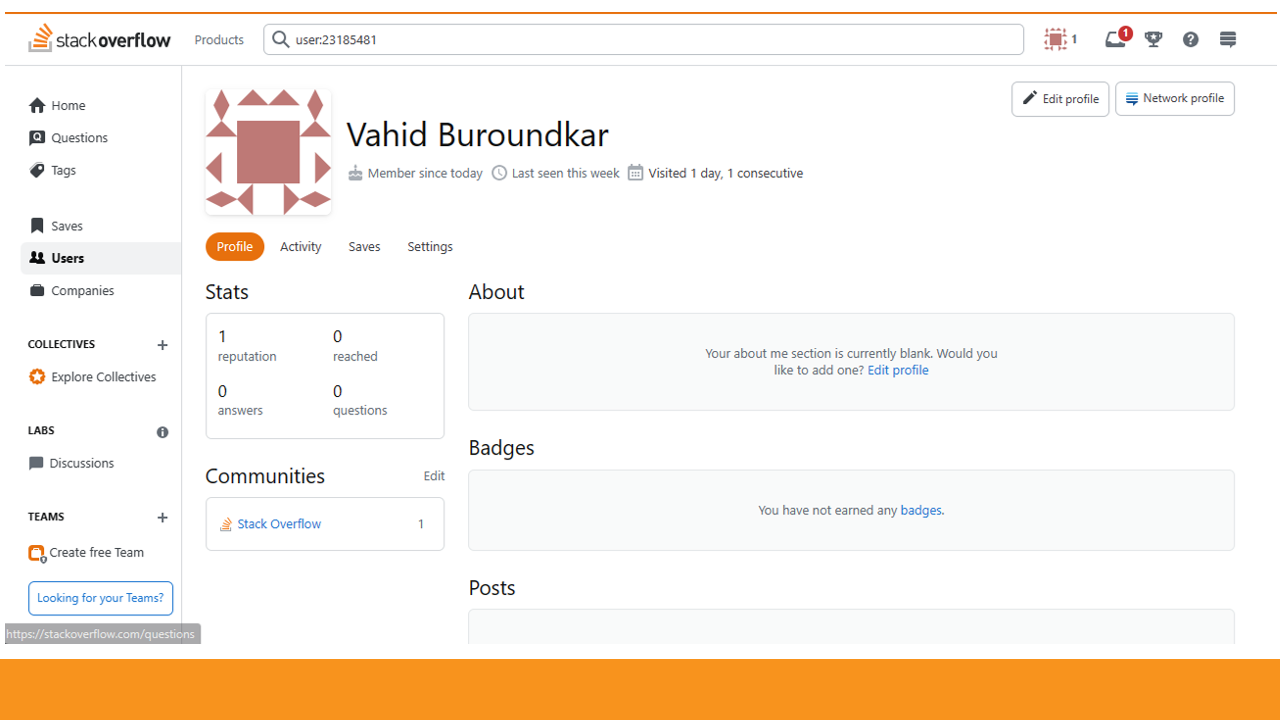 stackoverflow Products user:23185481 1 1
Home
Questions
Tags
Saves
Users
Companies
COLLECTIVES
Explore Collectives
LABS
Discussions
TEAMS
Create free Team
Looking for your Teams?
https://stackoverflow.com/questions
Edit profile Network profile
Vahid Buroundkar
Member since today Last seen this week Visited 1 day, 1 consecutive
Profile Activity Saves Settings
Stats
1 0
reputation reached
0 0
answers questions
Communities Edit
Stack Overflow 1
About
Your about me section is currently blank. Would you
like to add one? Edit profile
Badges
You have not earned any badges.
Posts